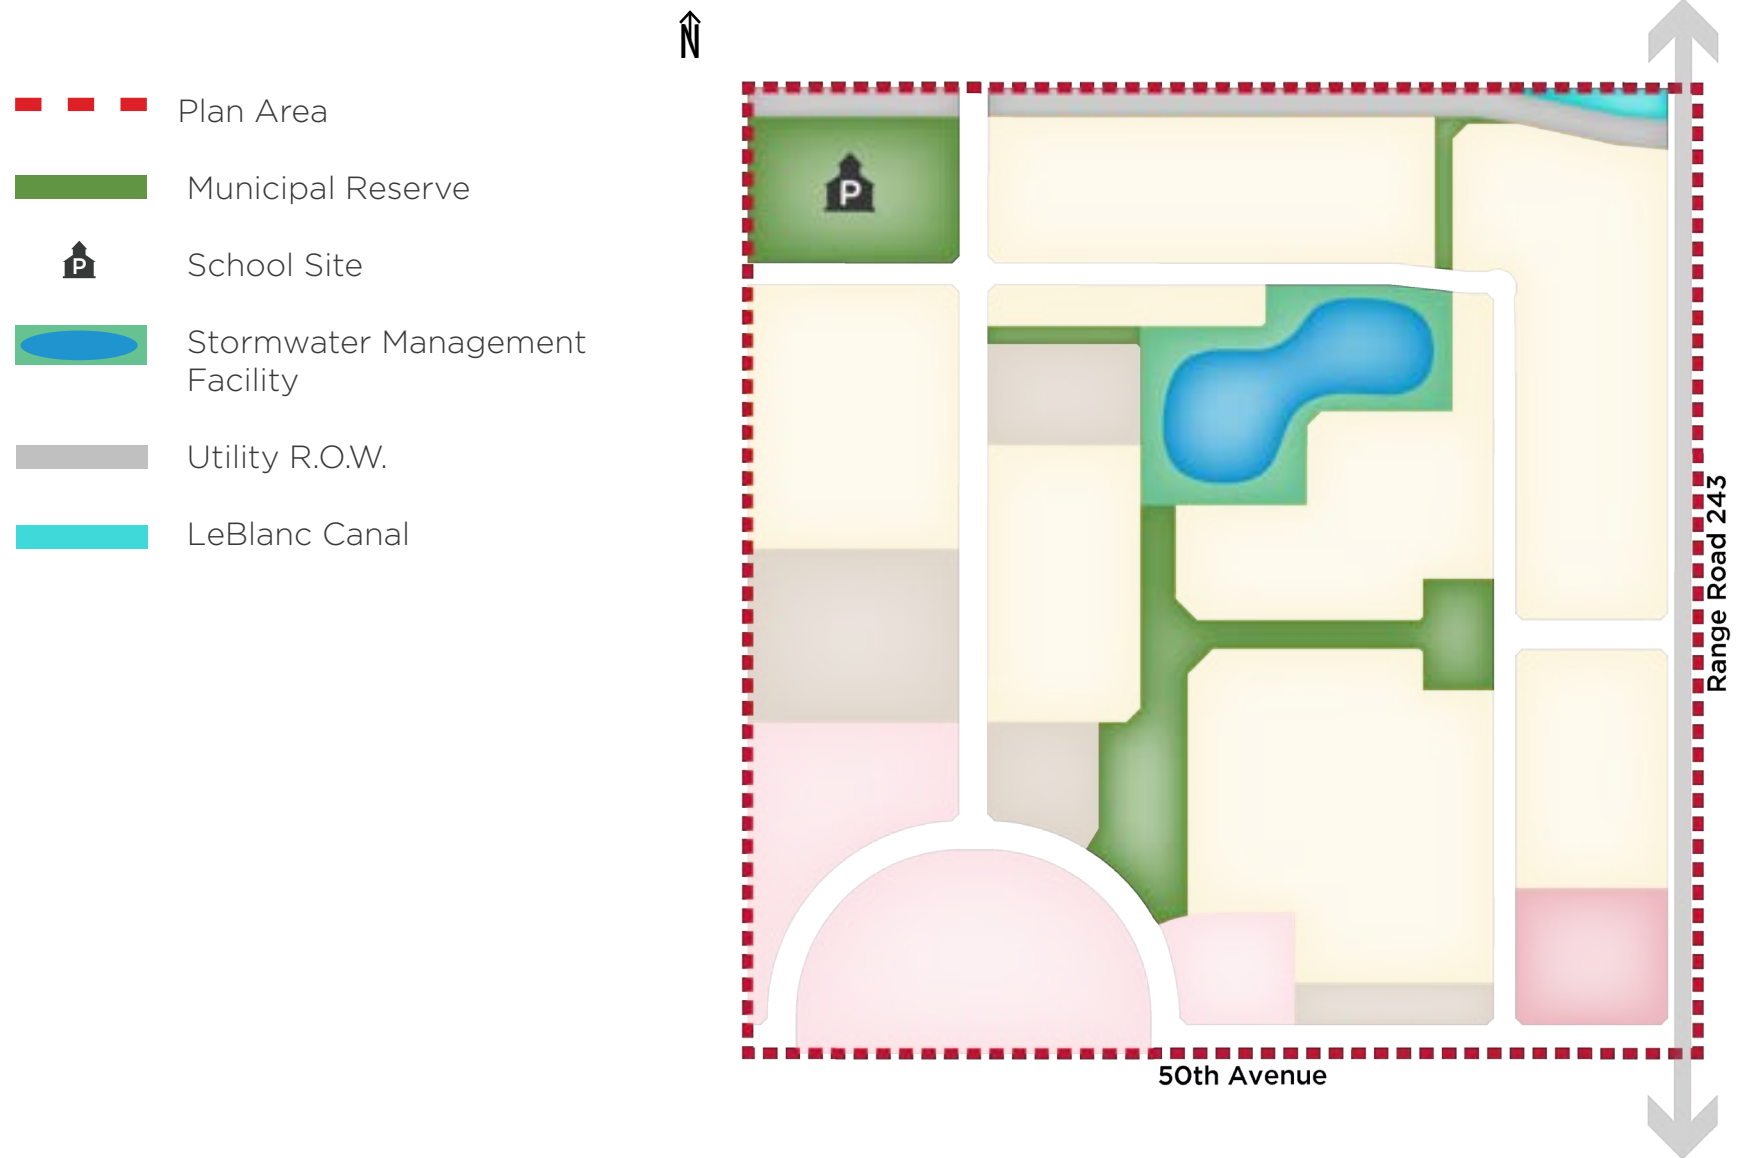 N
Plan Area
Municipal Reserve
P
School Site
Stormwater Management
Facility
Utility R.O.W.
LeBlanc Canal
P
Range Road 243
50th Avenue